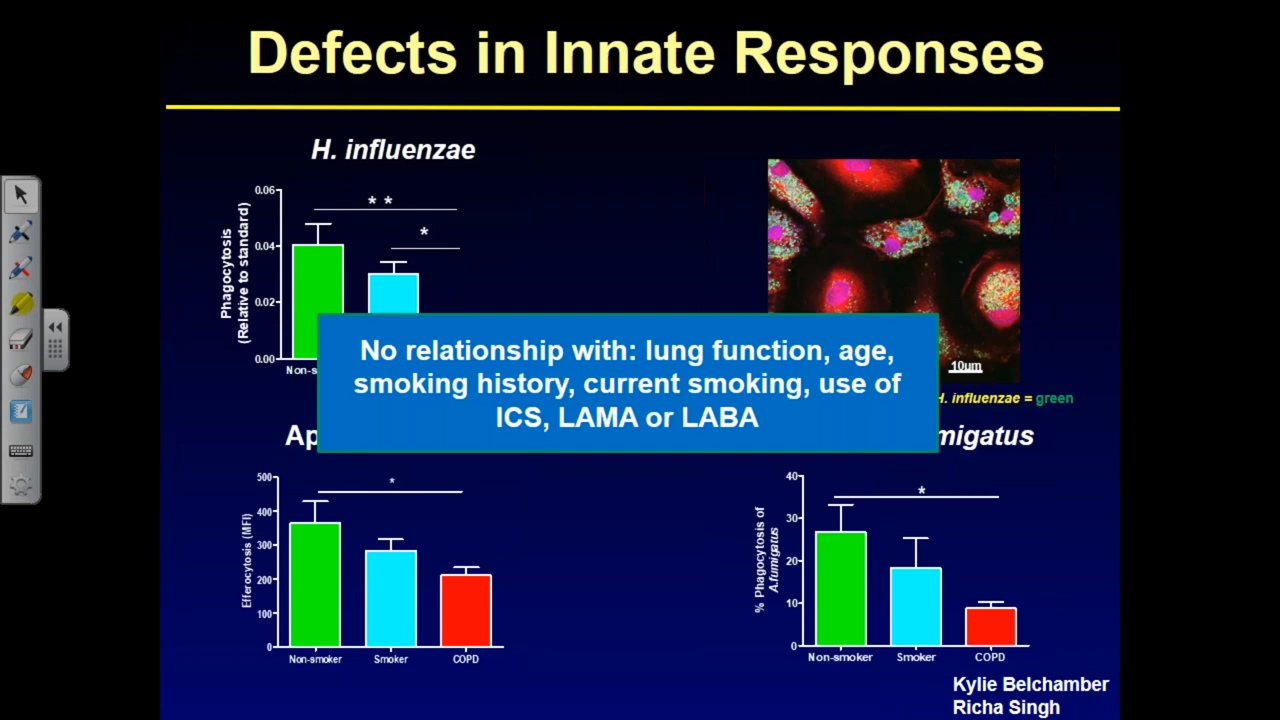 Defects in Innate Responses
H. influenzae
0.06
* *
*
Phagocytosis
(Relative to standard)
0.04
0.02
0.00
Non-s
10um
No relationship with: lung function, age,
smoking history, current smoking, use of
ICS, LAMA or LABA
H. influenzae = green
Ap
migatus
500
400
300
200
100
0
*
Efferocytosis (MFI)
Non-smoker
Smoker
COPD
40
30
20
10
0
*
% Phagocytosis of
A.fumigatus
Non-smoker
Smoker
COPD
Kylie Belchamber
Richa Singh